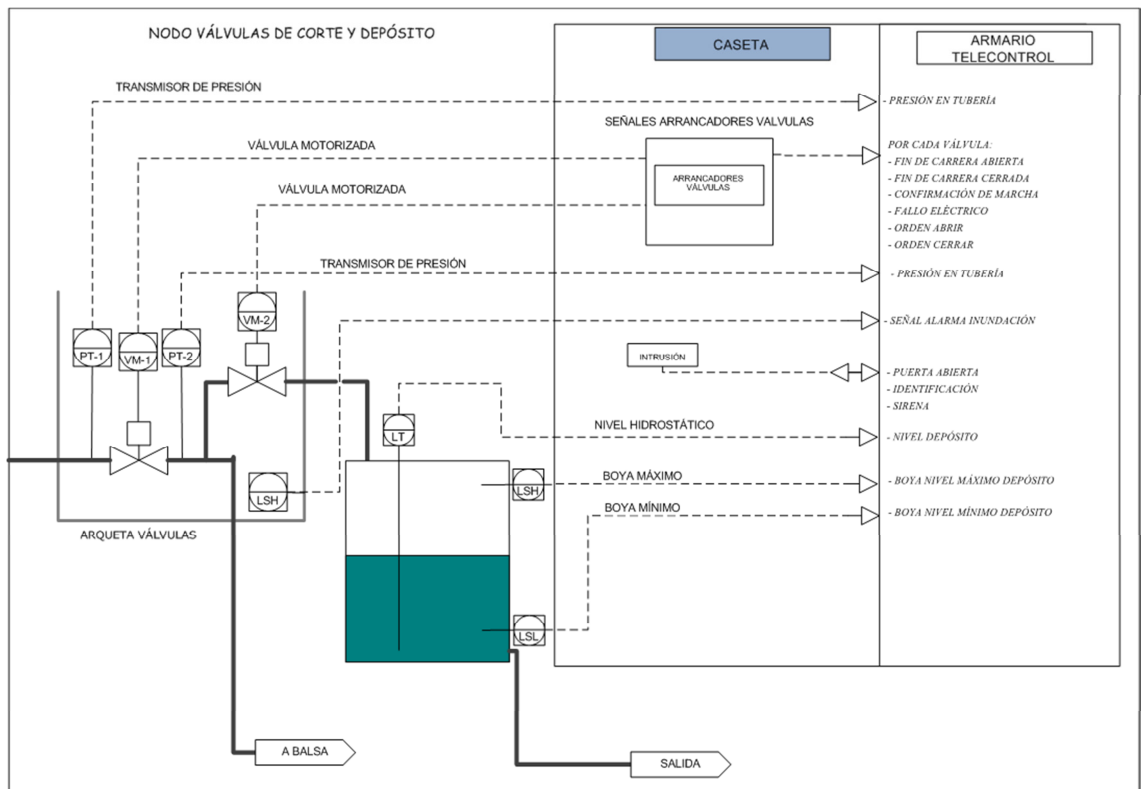 NODO VÁLVULAS DE CORTE Y DEPÓSITO
CASETA
ARMARIO
TELECONTROL
TRANSMISOR DE PRESIÓN
- PRESIÓN EN TUBERÍA
SEÑALES ARRANCADORES VALVULAS
VÁLVULA MOTORIZADA
ARRANCADORES
VÁLVULAS
POR CADA VÁLVULA:
- FIN DE CARRERA ABIERTA
- FIN DE CARRERA CERRADA
- CONFIRMACIÓN DE MARCHA
- FALLO ELÉCTRICO
- ORDEN ABRIR
- ORDEN CERRAR
VÁLVULA MOTORIZADA
TRANSMISOR DE PRESIÓN
- PRESIÓN EN TUBERÍA
VM-2
- SEÑAL ALARMA INUNDACIÓN
PT-1
VM-1
PT-2
INTRUSIÓN
- PUERTA ABIERTA
- IDENTIFICACIÓN
- SIRENA
LT
NIVEL HIDROSTÁTICO
- NIVEL DEPÓSITO
LSH
LSH
BOYA MÁXIMO
- BOYA NIVEL MÁXIMO DEPÓSITO
BOYA MÍNIMO
- BOYA NIVEL MÍNIMO DEPÓSITO
ARQUETA VÁLVULAS
LSL
A BALSA
SALIDA